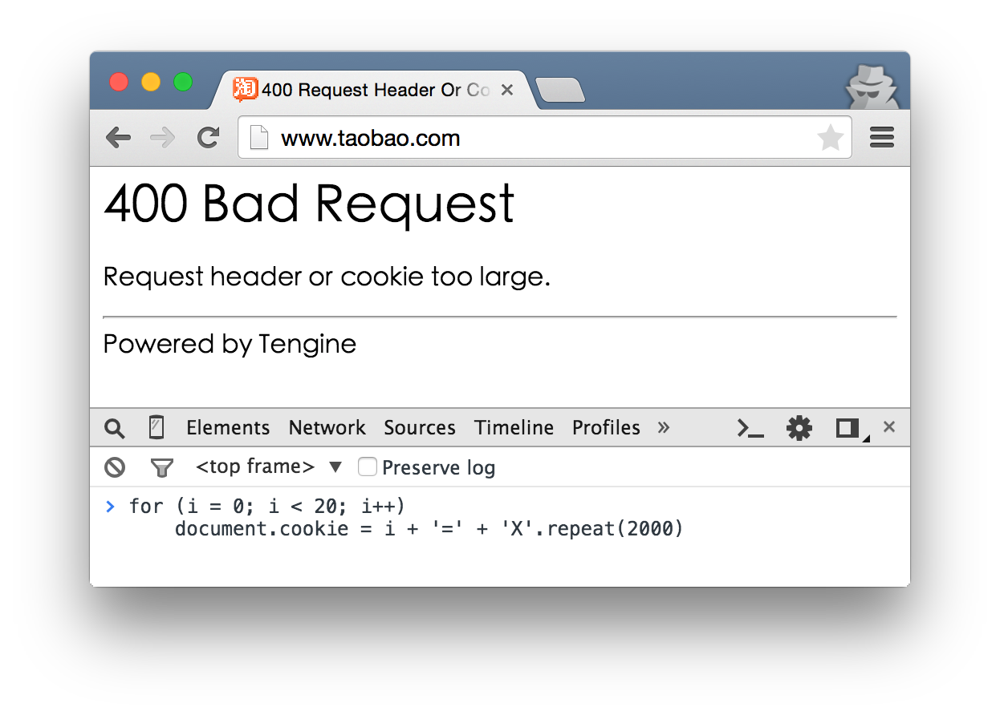 淘 400 Request Header Or Co
www.taobao.com
400 Bad Request
Request header or cookie too large.
Powered by Tengine
Elements Network Sources Timeline Profiles »
<top frame> ▼ Preserve log
> for (i = 0; i < 20; i++)
document.cookie = i + '=' + 'X'.repeat(2000)